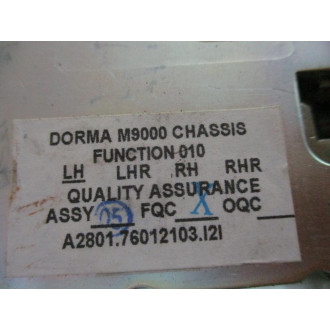 DORMA M9000 CHASSIS
FUNCTION 010
LH LHR RH RHR
QUALITY ASSURANCE
ASSY 05 FQC X OQC
A2801.76012103.I2I